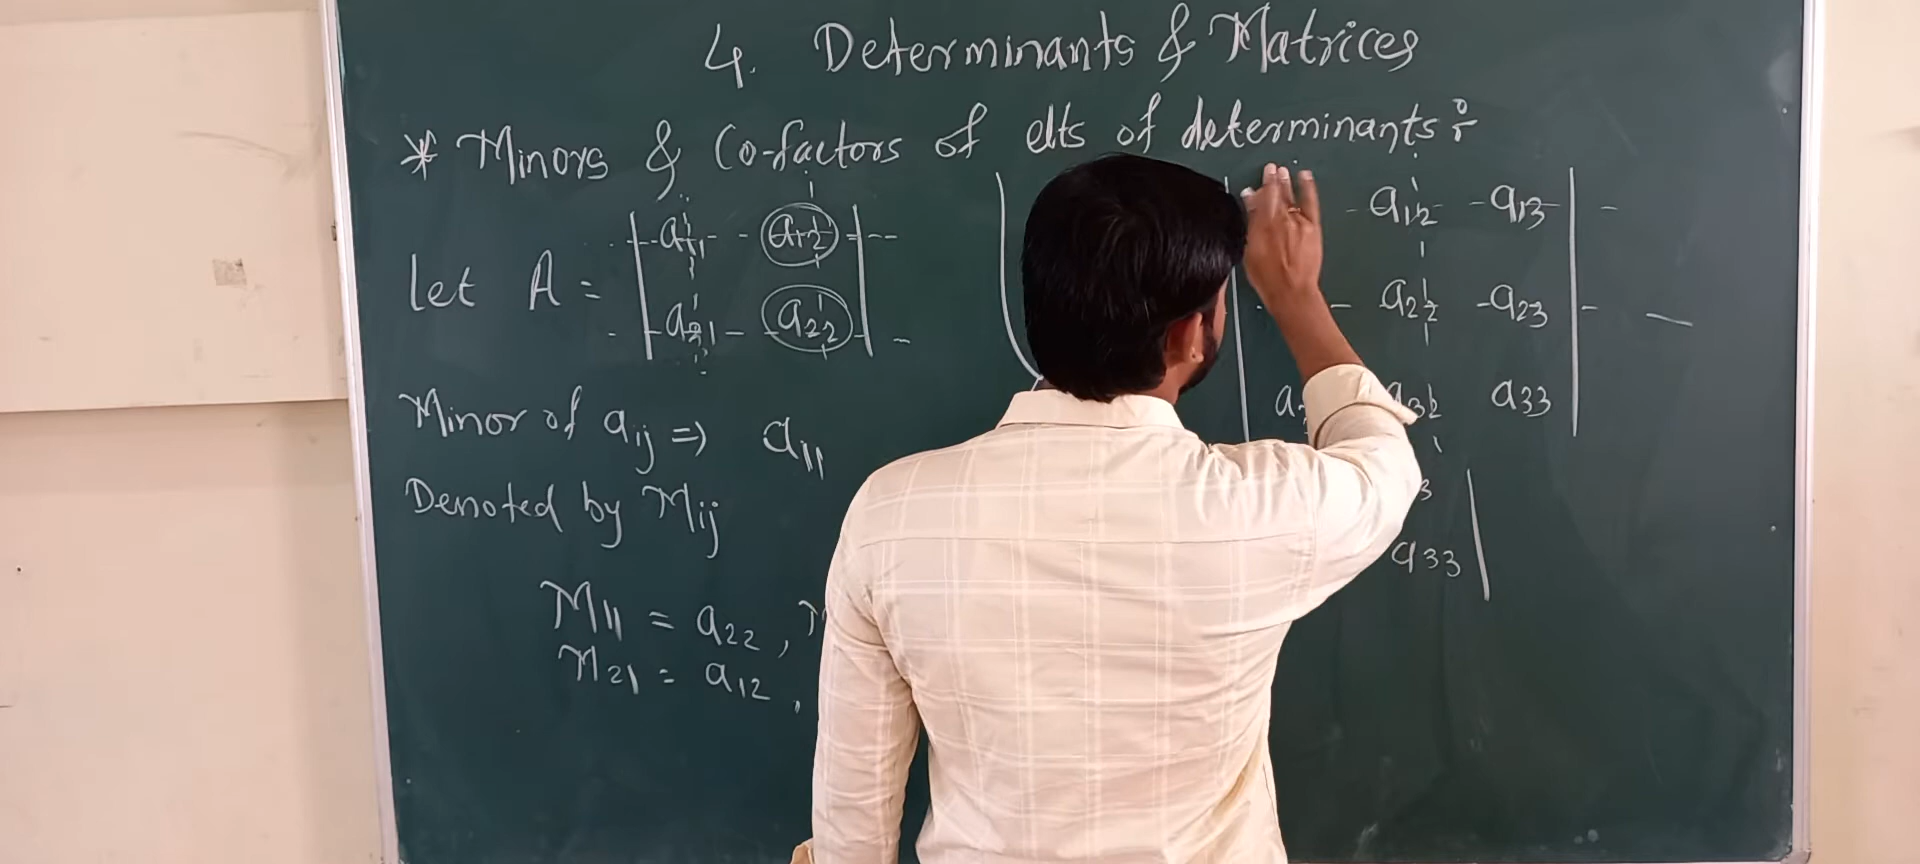 4. Determinants & Matrices
* Minors & Co-factors of elts of determinants :-
Let A = | a11 a12 |
| a21 a22 |
Minor of aij => a11
Denoted by Mij
M11 = a22 ,
M21 = a12 ,
a12 a13 |
a22 a23 |
a32 a33 |
a33 |